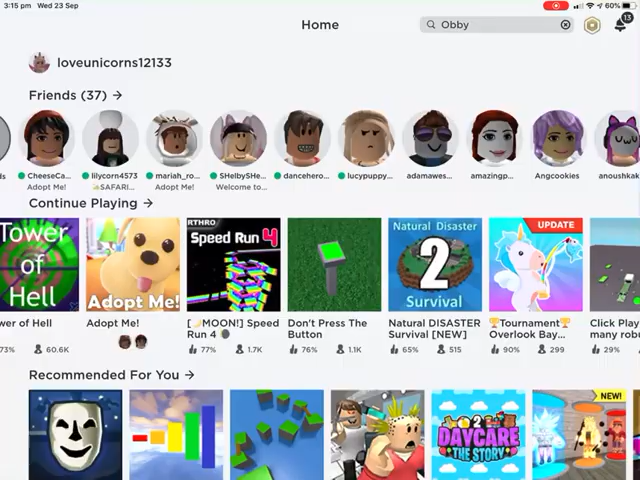 3:15 pm Wed 23 Sep
60%
Home
Obby
13
loveunicorns12133
Friends (37) →
ds
CheeseCa...
Adopt Me!
lilycorn4573
SAFARI...
mariah_ro...
Adopt Me!
SHelbySHe...
Welcome to...
dancehero...
lucypuppy...
adamawes...
amazingp...
Angcookies
anoushkak
Continue Playing →
Tower
of
Hell
Adopt Me!
RTHRO
Speed Run 4
Natural Disaster
2
Survival
UPDATE
wer of Hell
73% 60.6K
Adopt Me!
[🌙MOON!] Speed
Run 4 🌑
77% 1.7K
Don't Press The
Button
76% 1.1K
Natural DISASTER
Survival [NEW]
65% 515
🏆Tournament🏆
Overlook Bay...
90% 299
Click Play
many robu
29%
Recommended For You →
DAYCARE
THE STORY
NEW!